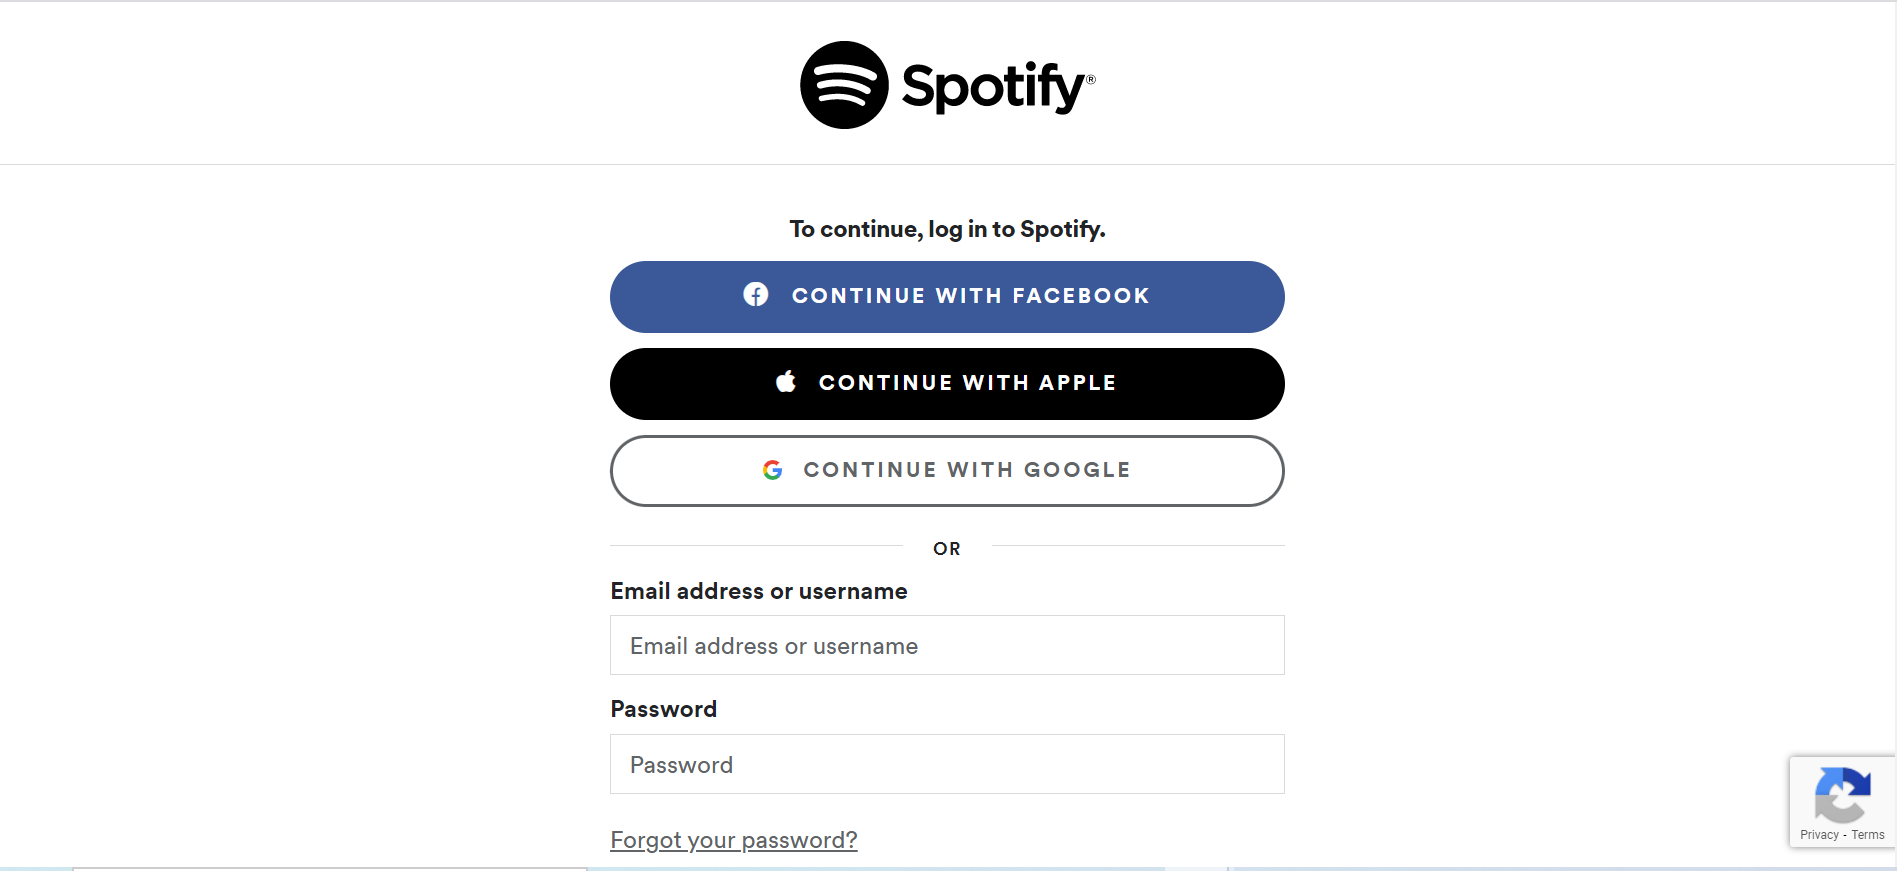 Spotify®
To continue, log in to Spotify.
CONTINUE WITH FACEBOOK
CONTINUE WITH APPLE
CONTINUE WITH GOOGLE
OR
Email address or username
Email address or username
Password
Password
Forgot your password?
Privacy - Terms